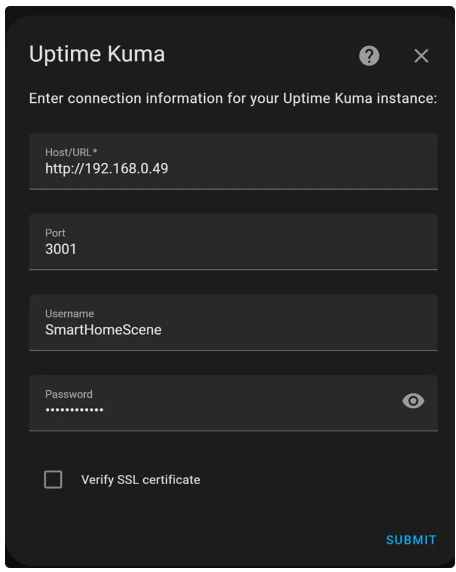 Uptime Kuma
Enter connection information for your Uptime Kuma instance:
Host/URL*
http://192.168.0.49
Port
3001
Username
SmartHomeScene
Password
••••••••••••
Verify SSL certificate
SUBMIT